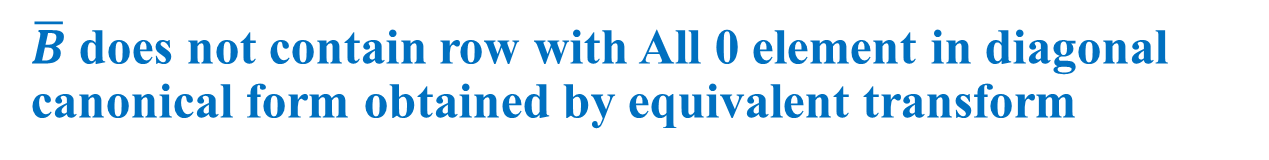 B̅ does not contain row with All 0 element in diagonal
canonical form obtained by equivalent transform